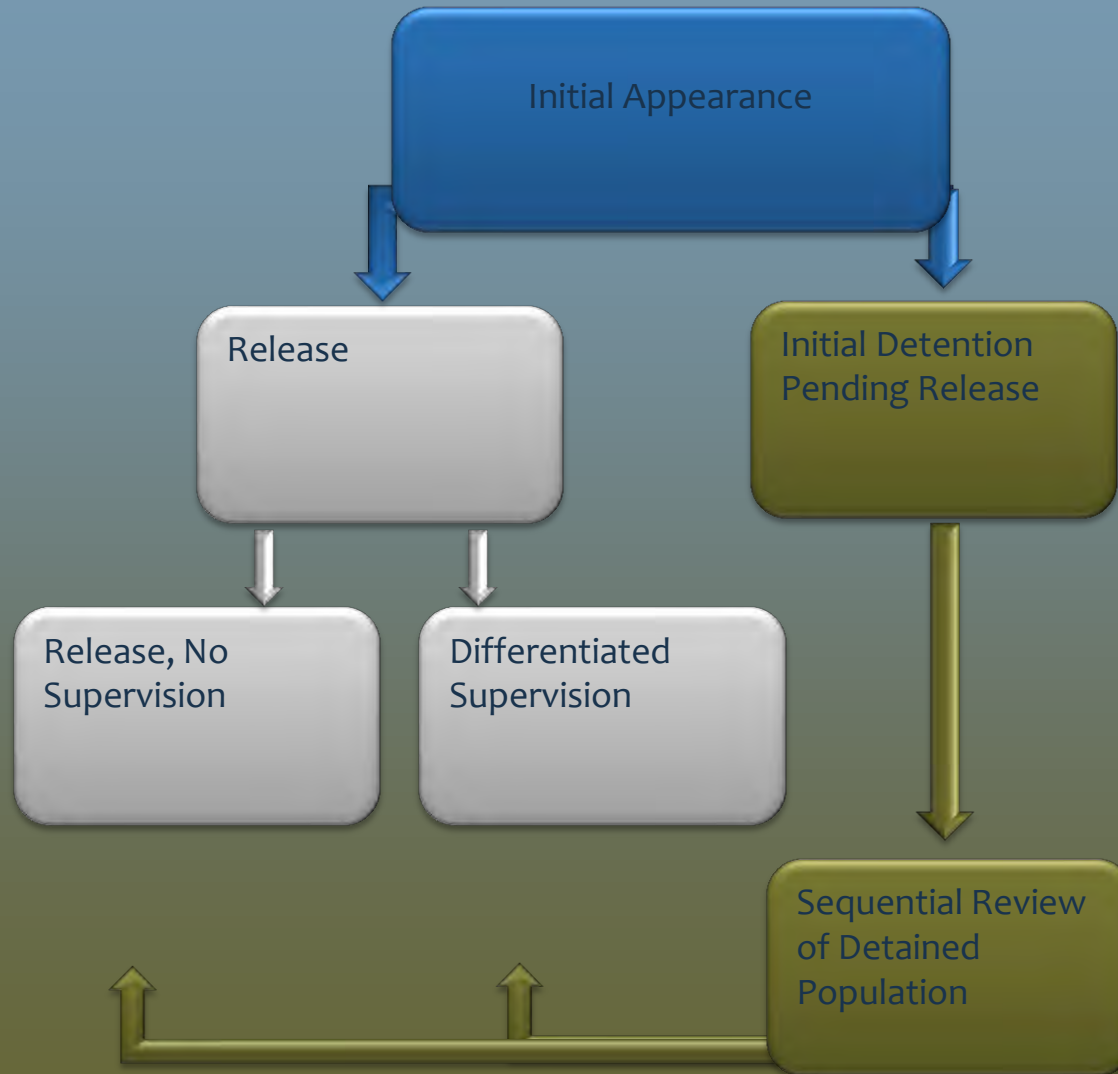 Initial Appearance
Release
Initial Detention
Pending Release
Release, No
Supervision
Differentiated
Supervision
Sequential Review
of Detained
Population